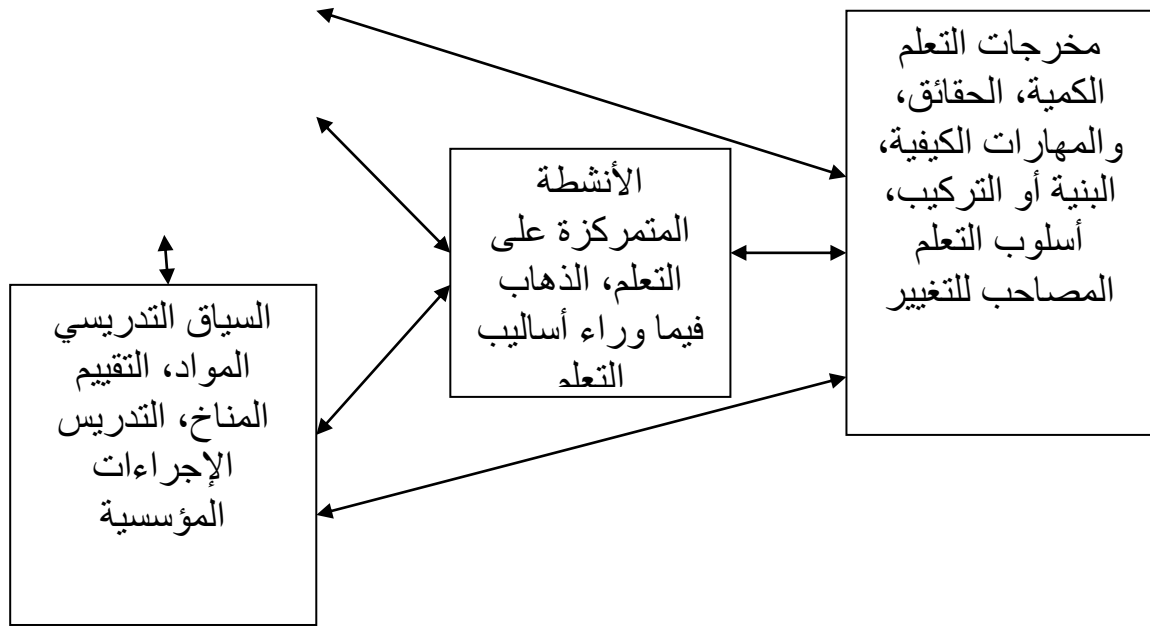 مخرجات التعلم
الكمية، الحقائق،
والمهارات الكيفية،
البنية أو التركيب،
أسلوب التعلم
المصاحب للتغيير
الأنشطة
المتمركزة على
التعلم، الذهاب
فيما وراء أساليب
التعلم
السياق التدريسي
المواد، التقييم
المناخ، التدريس
الإجراءات
المؤسسية